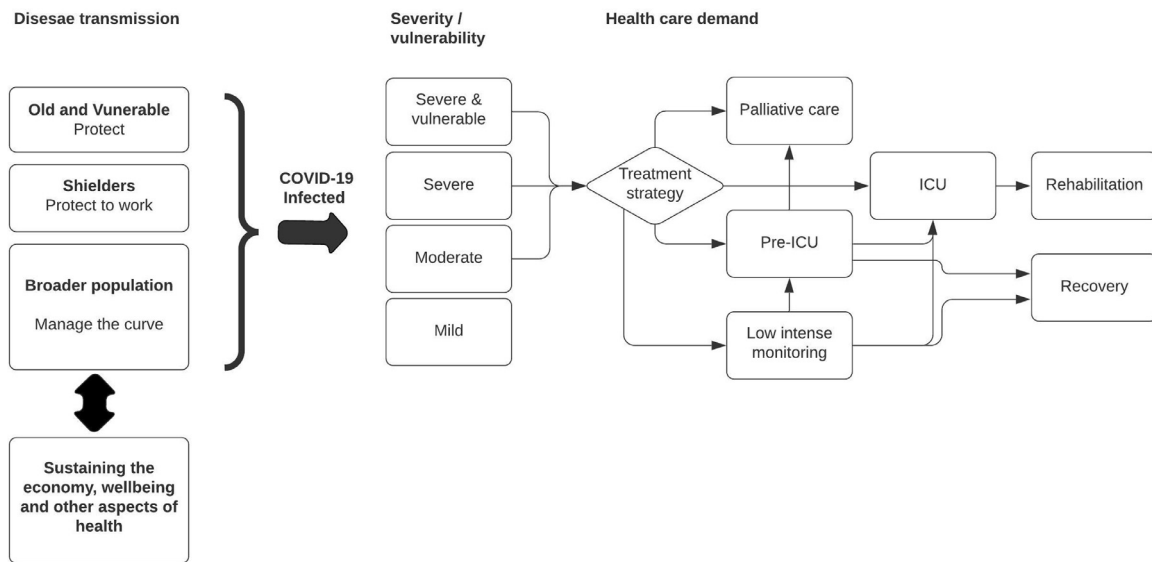 Disesae transmission
Severity /
vulnerability
Health care demand
Old and Vunerable
Protect
Shielders
Protect to work
Broader population
Manage the curve
Sustaining the
economy, wellbeing
and other aspects of
health
COVID-19
Infected
Severe &
vulnerable
Severe
Moderate
Mild
Treatment
strategy
Palliative care
Pre-ICU
Low intense
monitoring
ICU
Rehabilitation
Recovery